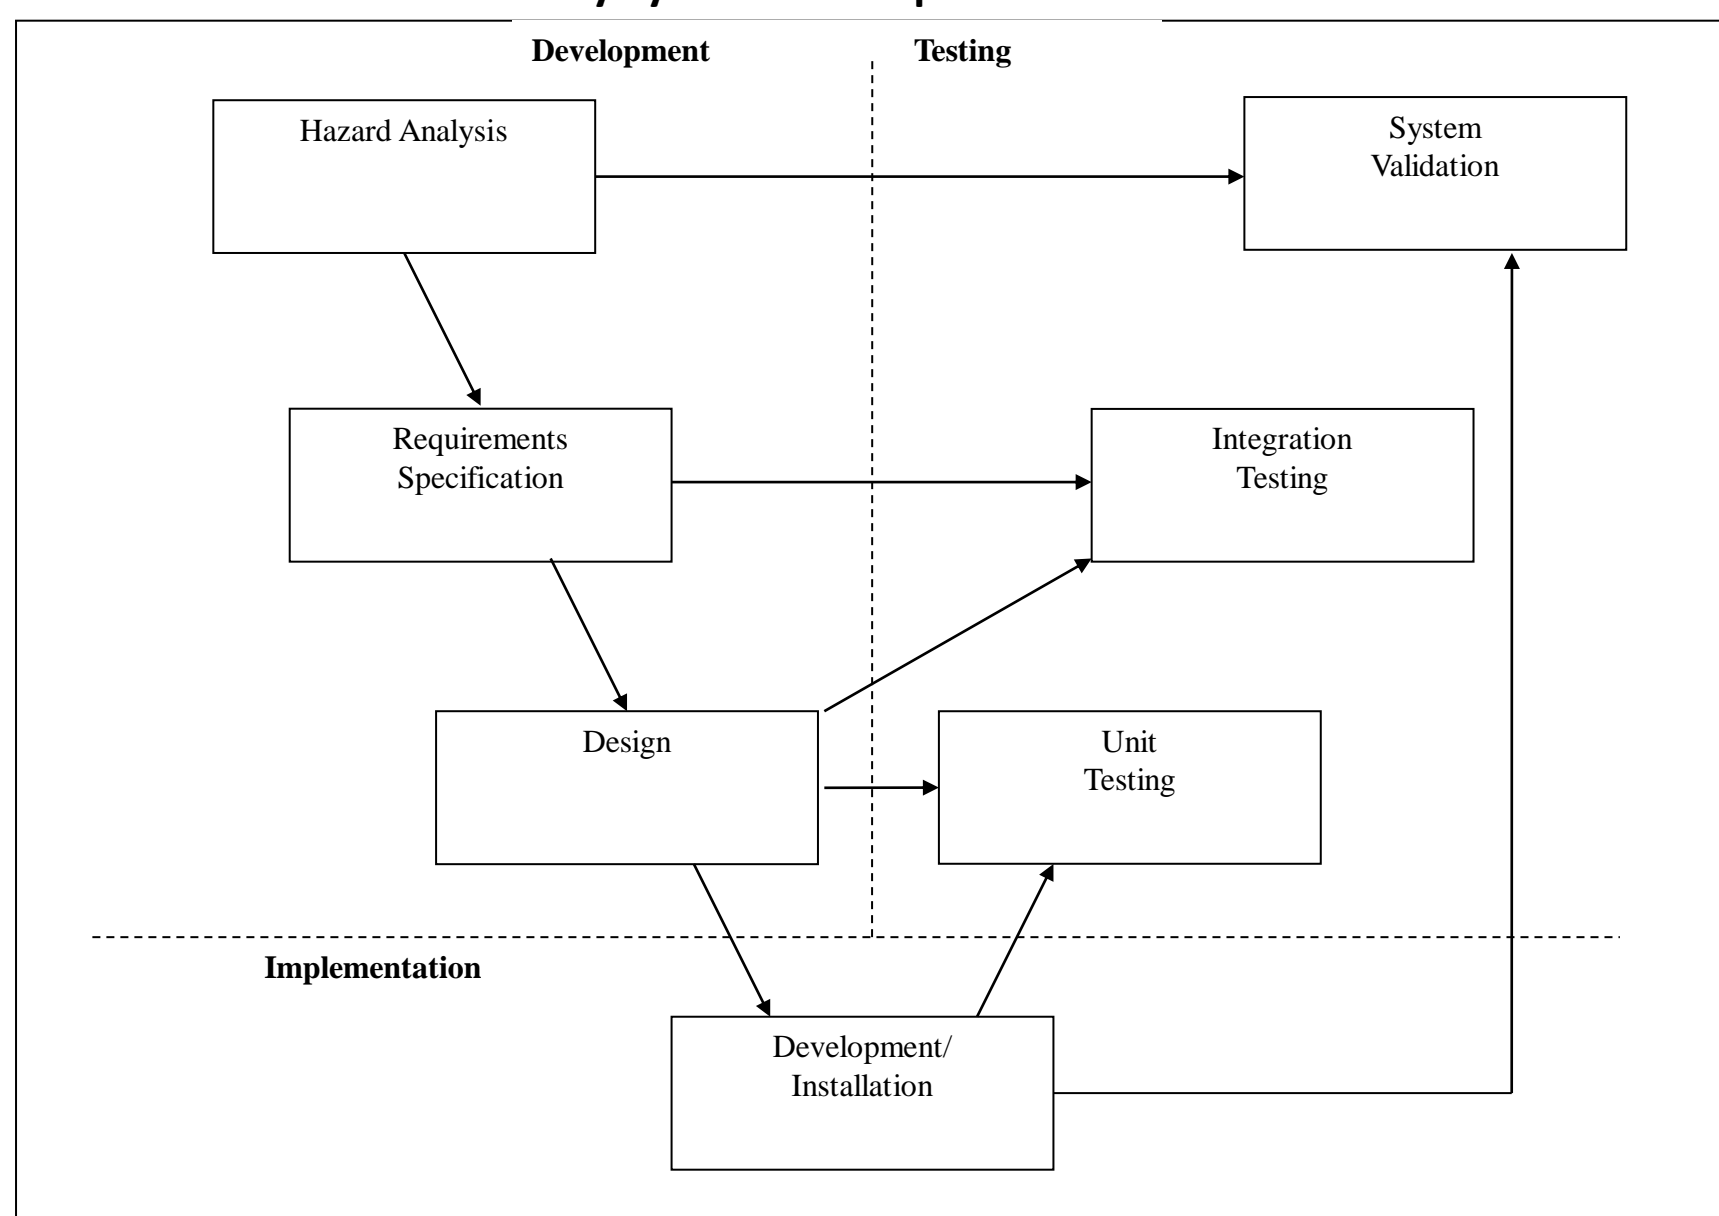 Development
Testing
Hazard Analysis
System
Validation
Requirements
Specification
Integration
Testing
Design
Unit
Testing
Implementation
Development/
Installation